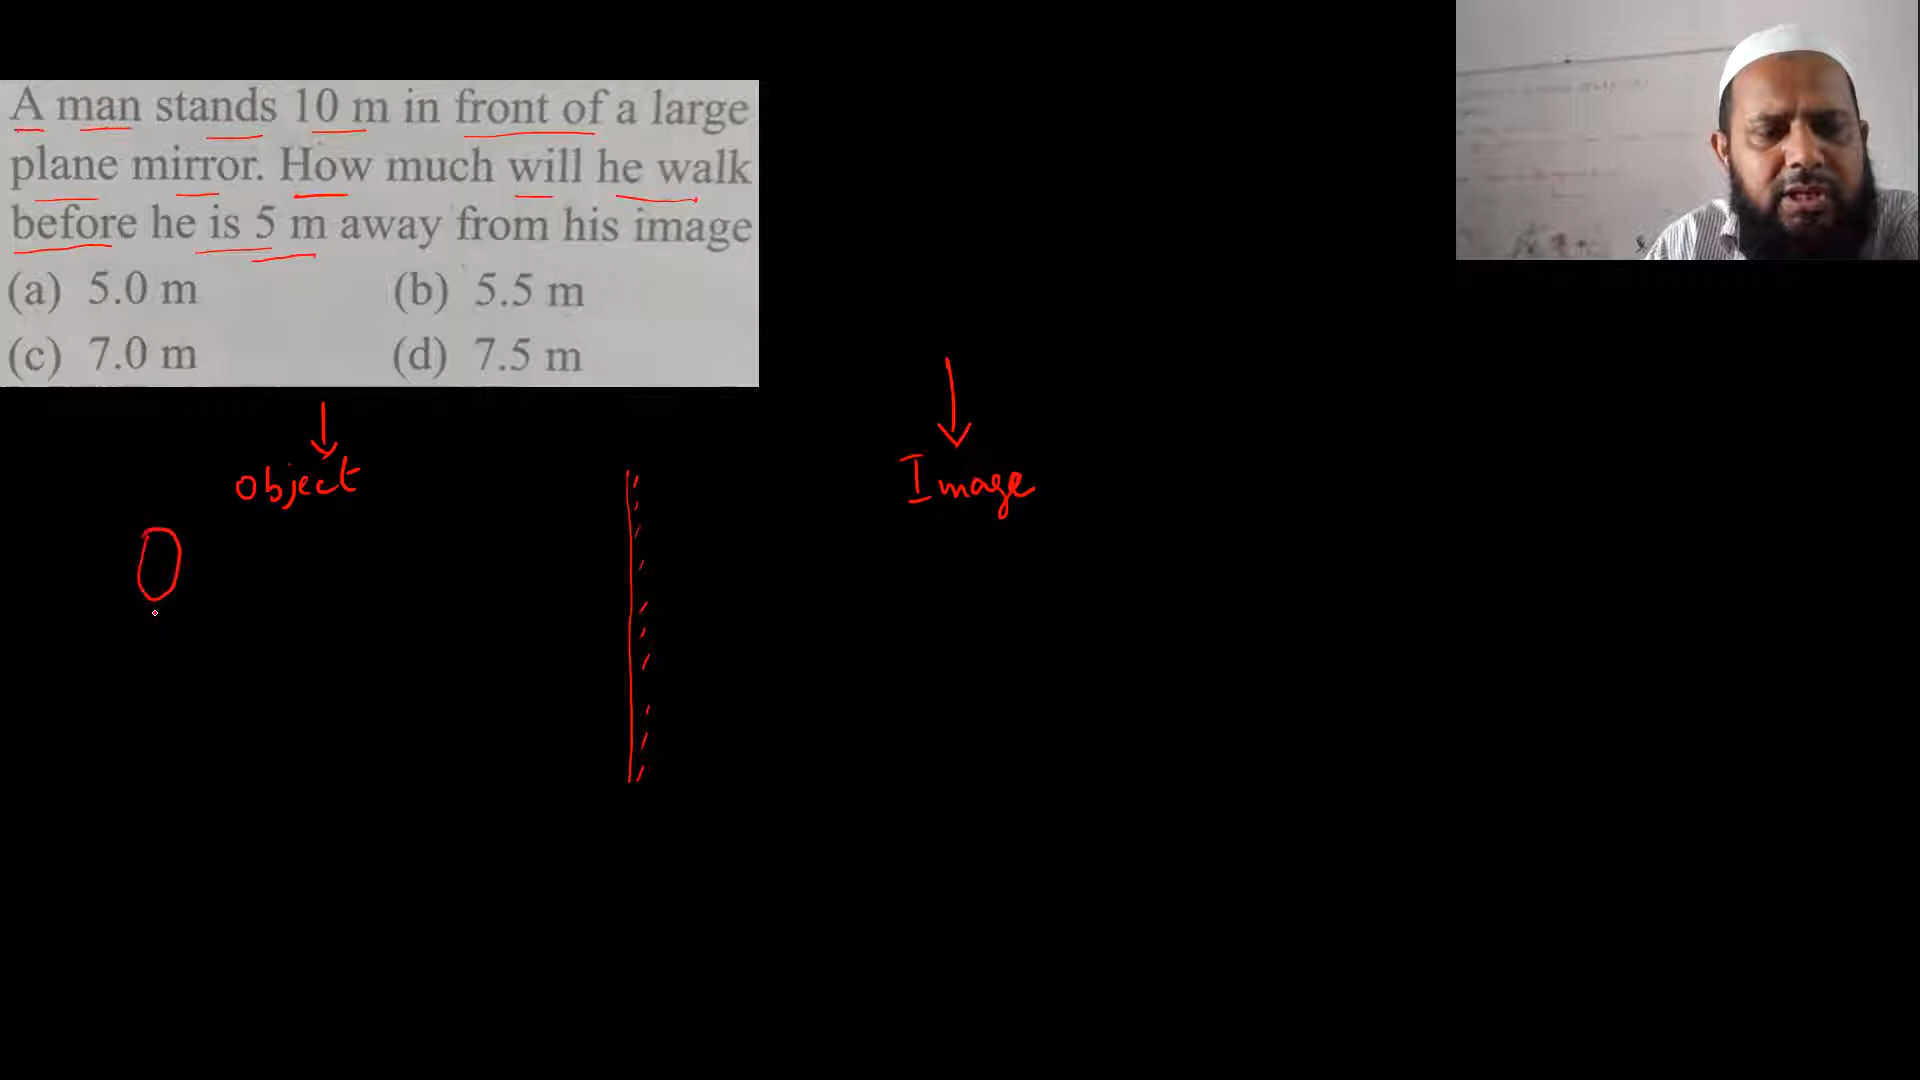 A man stands 10 m in front of a large
plane mirror. How much will he walk
before he is 5 m away from his image
(a) 5.0 m (b) 5.5 m
(c) 7.0 m (d) 7.5 m
object
Image